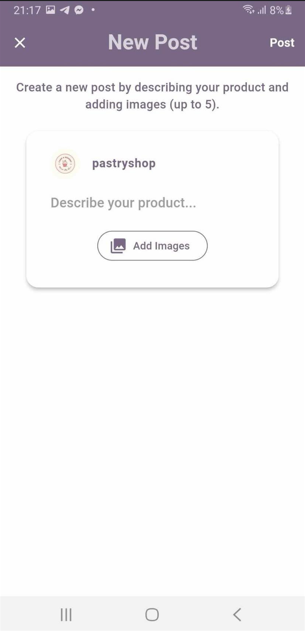 21:17
8%
New Post
Post
Create a new post by describing your product and
adding images (up to 5).
pastryshop
Describe your product...
Add Images